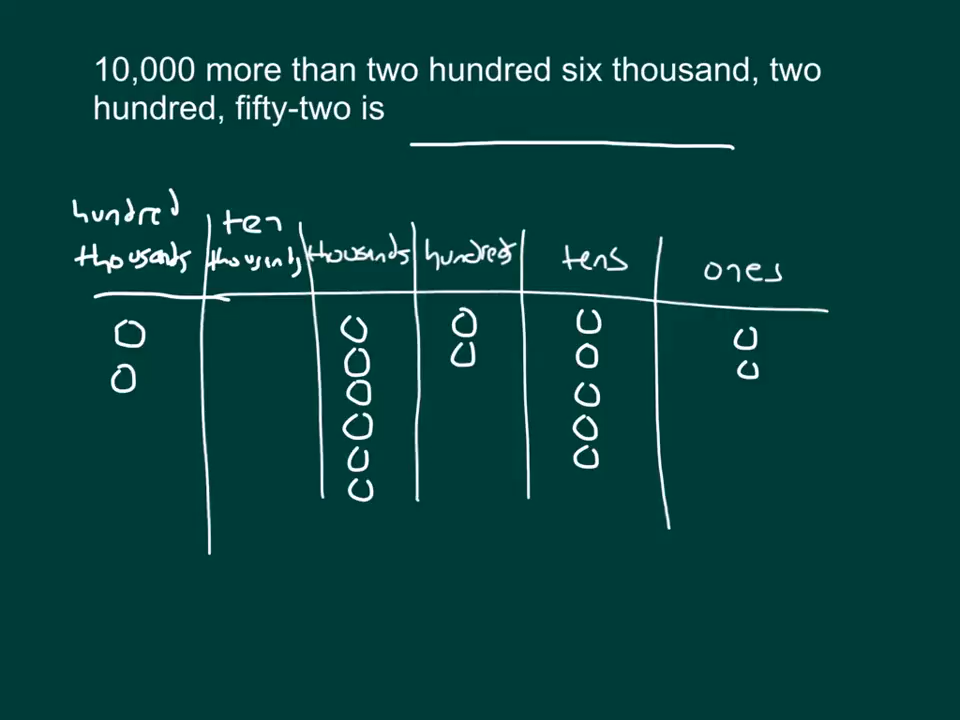 10,000 more than two hundred six thousand, two
hundred, fifty-two is
hundred thousands
ten thousands
thousands
hundreds
tens
ones